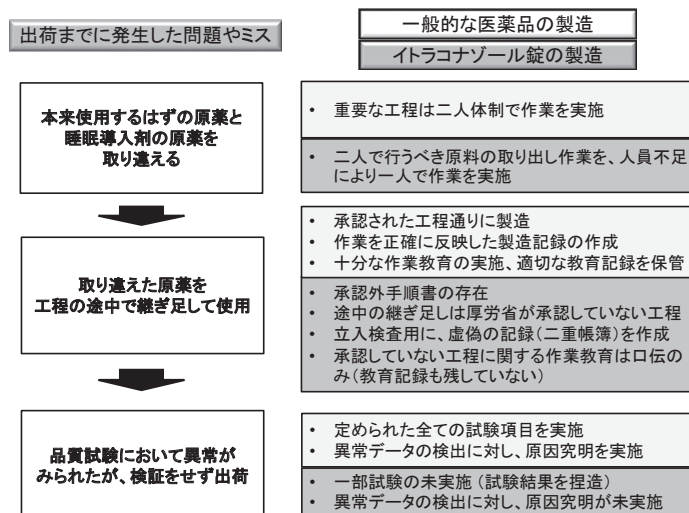 出荷までに発生した問題やミス
一般的な医薬品の製造
イトラコナゾール錠の製造
本来使用するはずの原薬と
睡眠導入剤の原薬を
取り違える
• 重要な工程は二人体制で作業を実施
• 二人で行うべき原料の取り出し作業を、人員不足
により一人で作業を実施
取り違えた原薬を
工程の途中で継ぎ足して使用
• 承認された工程通りに製造
• 作業を正確に反映した製造記録の作成
• 十分な作業教育の実施、適切な教育記録を保管
• 承認外手順書の存在
• 途中の継ぎ足しは厚労省が承認していない工程
• 立入検査用に、虚偽の記録(二重帳簿)を作成
• 承認していない工程に関する作業教育は口伝の
み(教育記録も残していない)
品質試験において異常が
みられたが、検証をせず出荷
• 定められた全ての試験項目を実施
• 異常データの検出に対し、原因究明を実施
• 一部試験の未実施(試験結果を捏造)
• 異常データの検出に対し、原因究明が未実施